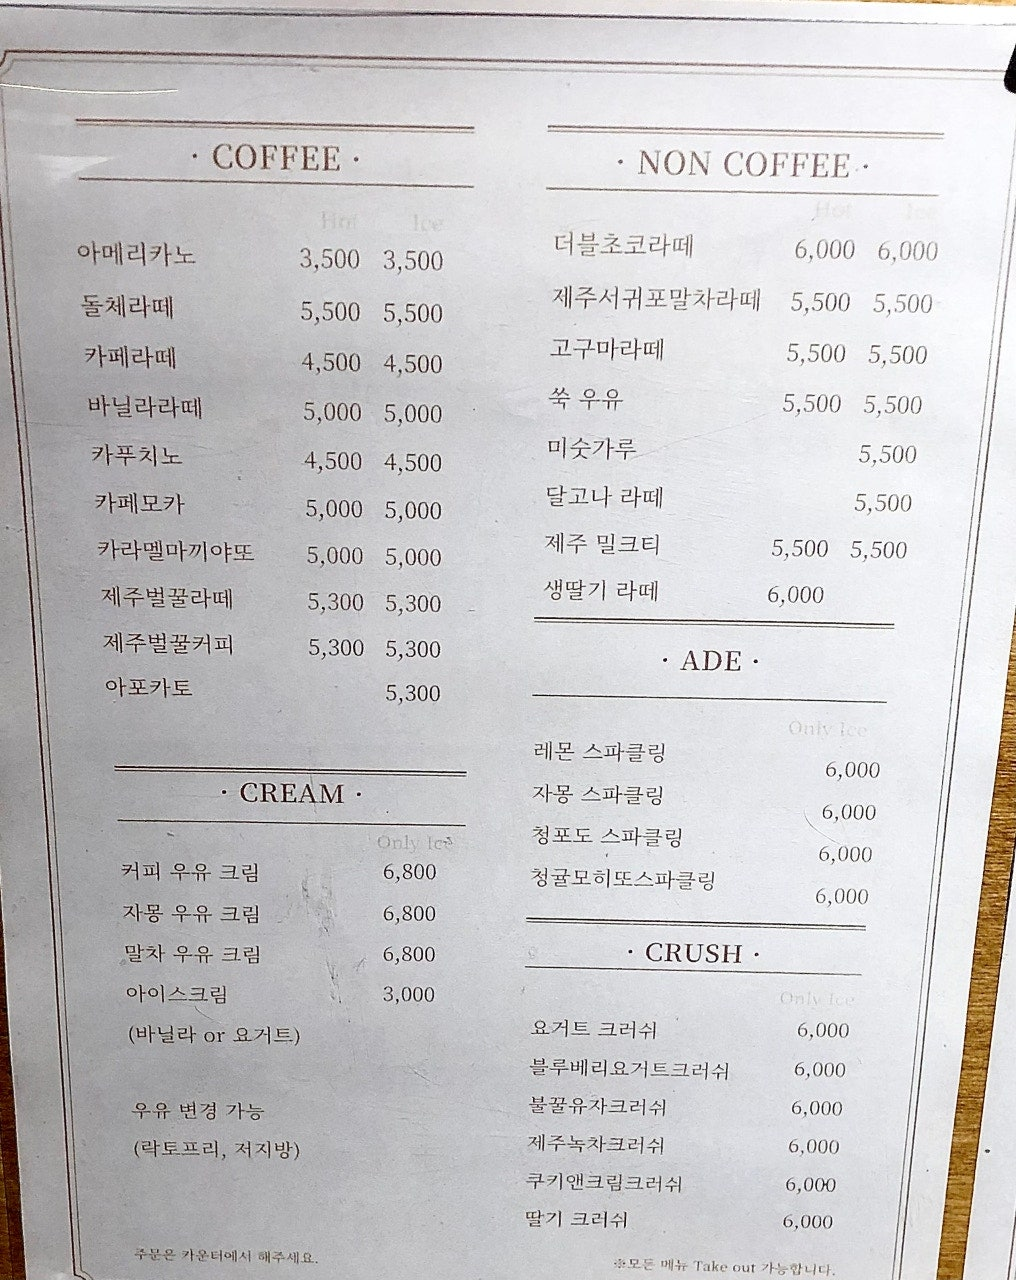 · COFFEE ·
Hot Ice
아메리카노 3,500 3,500
돌체라떼 5,500 5,500
카페라떼 4,500 4,500
바닐라라떼 5,000 5,000
카푸치노 4,500 4,500
카페모카 5,000 5,000
카라멜마끼야또 5,000 5,000
제주벌꿀라떼 5,300 5,300
제주벌꿀커피 5,300 5,300
아포카토 5,300
· CREAM ·
Only Ice
커피 우유 크림 6,800
자몽 우유 크림 6,800
말차 우유 크림 6,800
아이스크림 3,000
(바닐라 or 요거트)
우유 변경 가능
(락토프리, 저지방)
주문은 카운터에서 해주세요.
· NON COFFEE ·
Hot Ice
더블초코라떼 6,000 6,000
제주서귀포말차라떼 5,500 5,500
고구마라떼 5,500 5,500
쑥 우유 5,500 5,500
미숫가루 5,500
달고나 라떼 5,500
제주 밀크티 5,500 5,500
생딸기 라떼 6,000
· ADE ·
Only Ice
레몬 스파클링 6,000
자몽 스파클링 6,000
청포도 스파클링 6,000
청귤모히또스파클링 6,000
· CRUSH ·
Only Ice
요거트 크러쉬 6,000
블루베리요거트크러쉬 6,000
불꿀유자크러쉬 6,000
제주녹차크러쉬 6,000
쿠키앤크림크러쉬 6,000
딸기 크러쉬 6,000
※모든 메뉴 Take out 가능합니다.